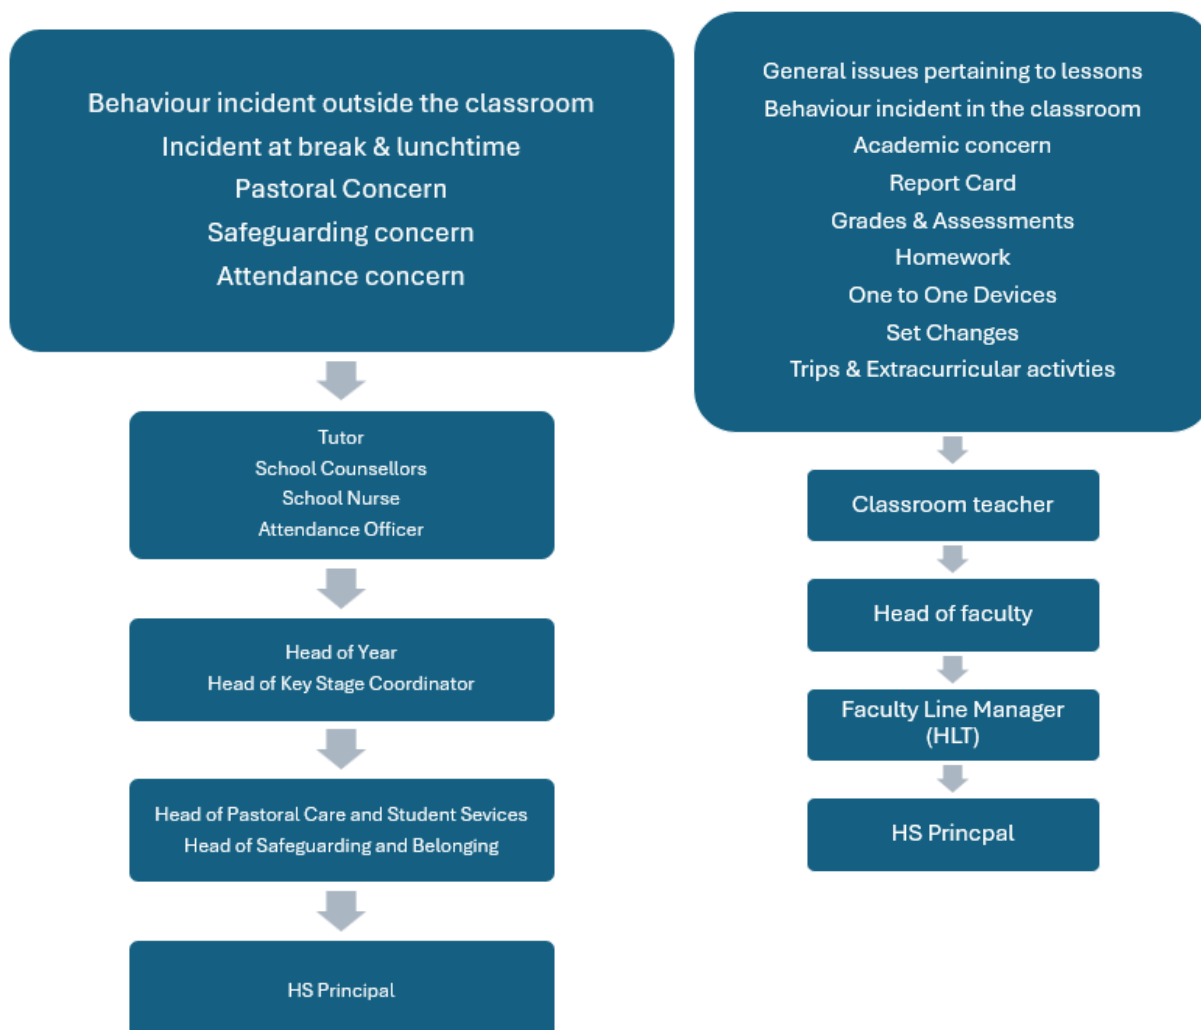 Behaviour incident outside the classroom
Incident at break & lunchtime
Pastoral Concern
Safeguarding concern
Attendance concern
Tutor
School Counsellors
School Nurse
Attendance Officer
Head of Year
Head of Key Stage Coordinator
Head of Pastoral Care and Student Sevices
Head of Safeguarding and Belonging
HS Principal
General issues pertaining to lessons
Behaviour incident in the classroom
Academic concern
Report Card
Grades & Assessments
Homework
One to One Devices
Set Changes
Trips & Extracurricular activties
Classroom teacher
Head of faculty
Faculty Line Manager
(HLT)
HS Princpal